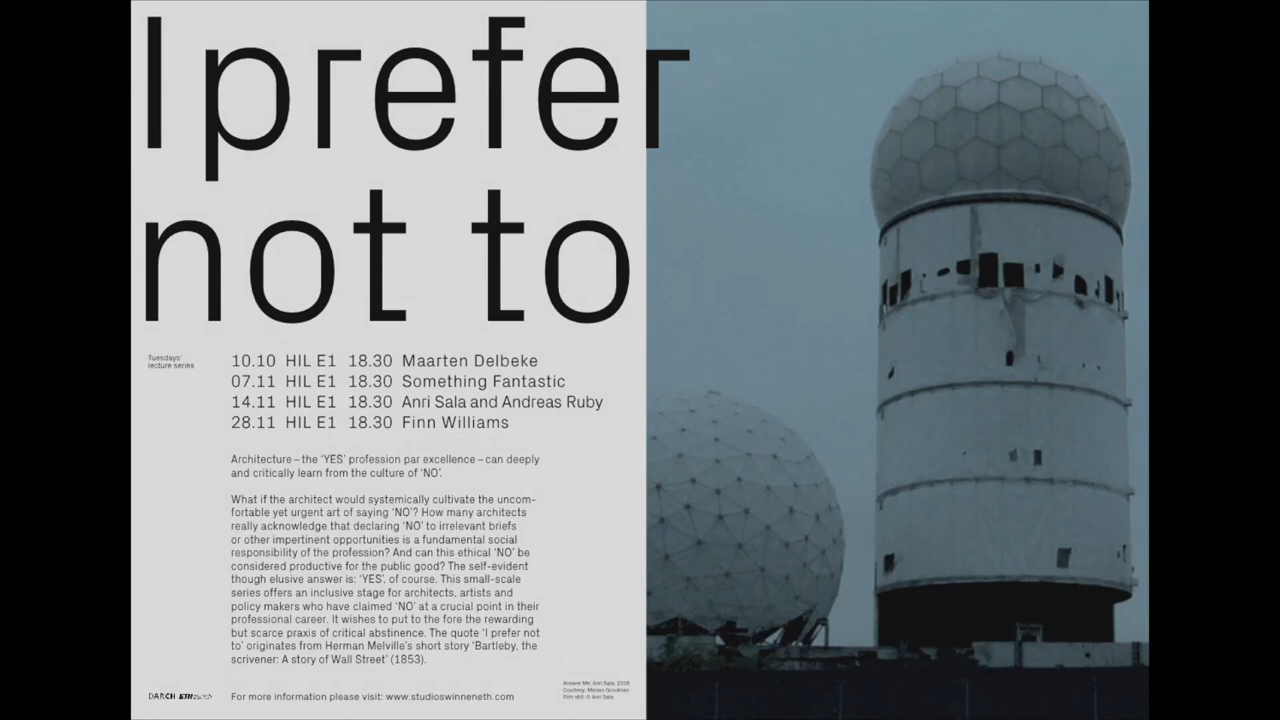 I prefer
not to
Tuesdays'
lecture series
10.10 HIL E1 18.30 Maarten Delbeke
07.11 HIL E1 18.30 Something Fantastic
14.11 HIL E1 18.30 Anri Sala and Andreas Ruby
28.11 HIL E1 18.30 Finn Williams
Architecture – the ‘YES’ profession par excellence – can deeply
and critically learn from the culture of ‘NO’.
What if the architect would systemically cultivate the uncom-
fortable yet urgent art of saying ‘NO’? How many architects
really acknowledge that declaring ‘NO’ to irrelevant briefs
or other impertinent opportunities is a fundamental social
responsibility of the profession? And can this ethical ‘NO’ be
considered productive for the public good? The self-evident
though elusive answer is: ‘YES’, of course. This small-scale
series offers an inclusive stage for architects, artists and
policy makers who have claimed ‘NO’ at a crucial point in their
professional career. It wishes to put to the fore the rewarding
but scarce praxis of critical abstinence. The quote ‘I prefer not
to’ originates from Herman Melville’s short story ‘Bartleby, the
scrivener: A story of Wall Street’ (1853).
DARCH ETH zürich
For more information please visit: www.studioswinneneth.com
Answer Me, Anri Sala, 2008
Courtesy: Marian Goodman
Film still: © Anri Sala